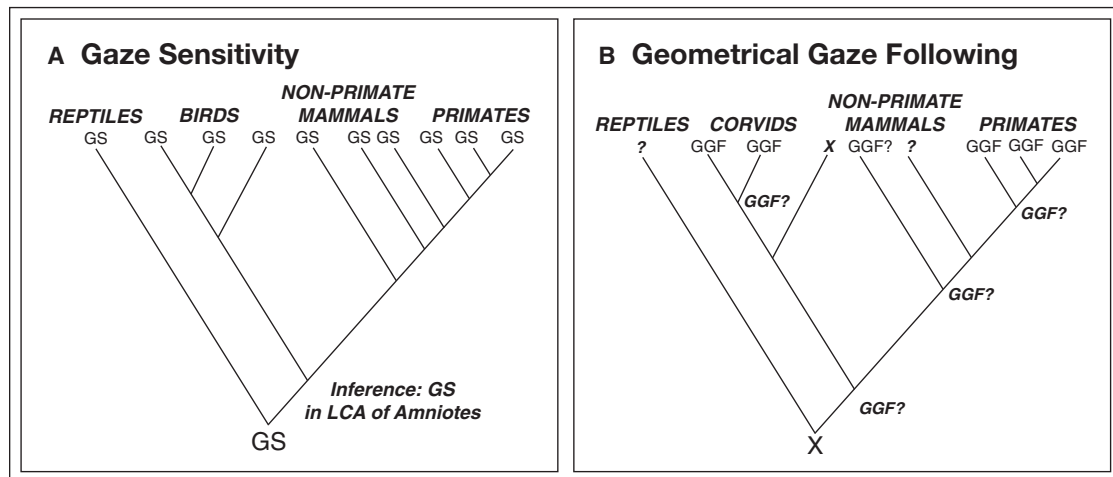 A Gaze Sensitivity
NON-PRIMATE
REPTILES BIRDS MAMMALS PRIMATES
GS GS GS GS GS GS GS GS GS GS
Inference: GS
in LCA of Amniotes
GS
B Geometrical Gaze Following
NON-PRIMATE
REPTILES CORVIDS MAMMALS PRIMATES
? GGF GGF X GGF? ? GGF GGF GGF
GGF?
GGF?
GGF?
GGF?
X